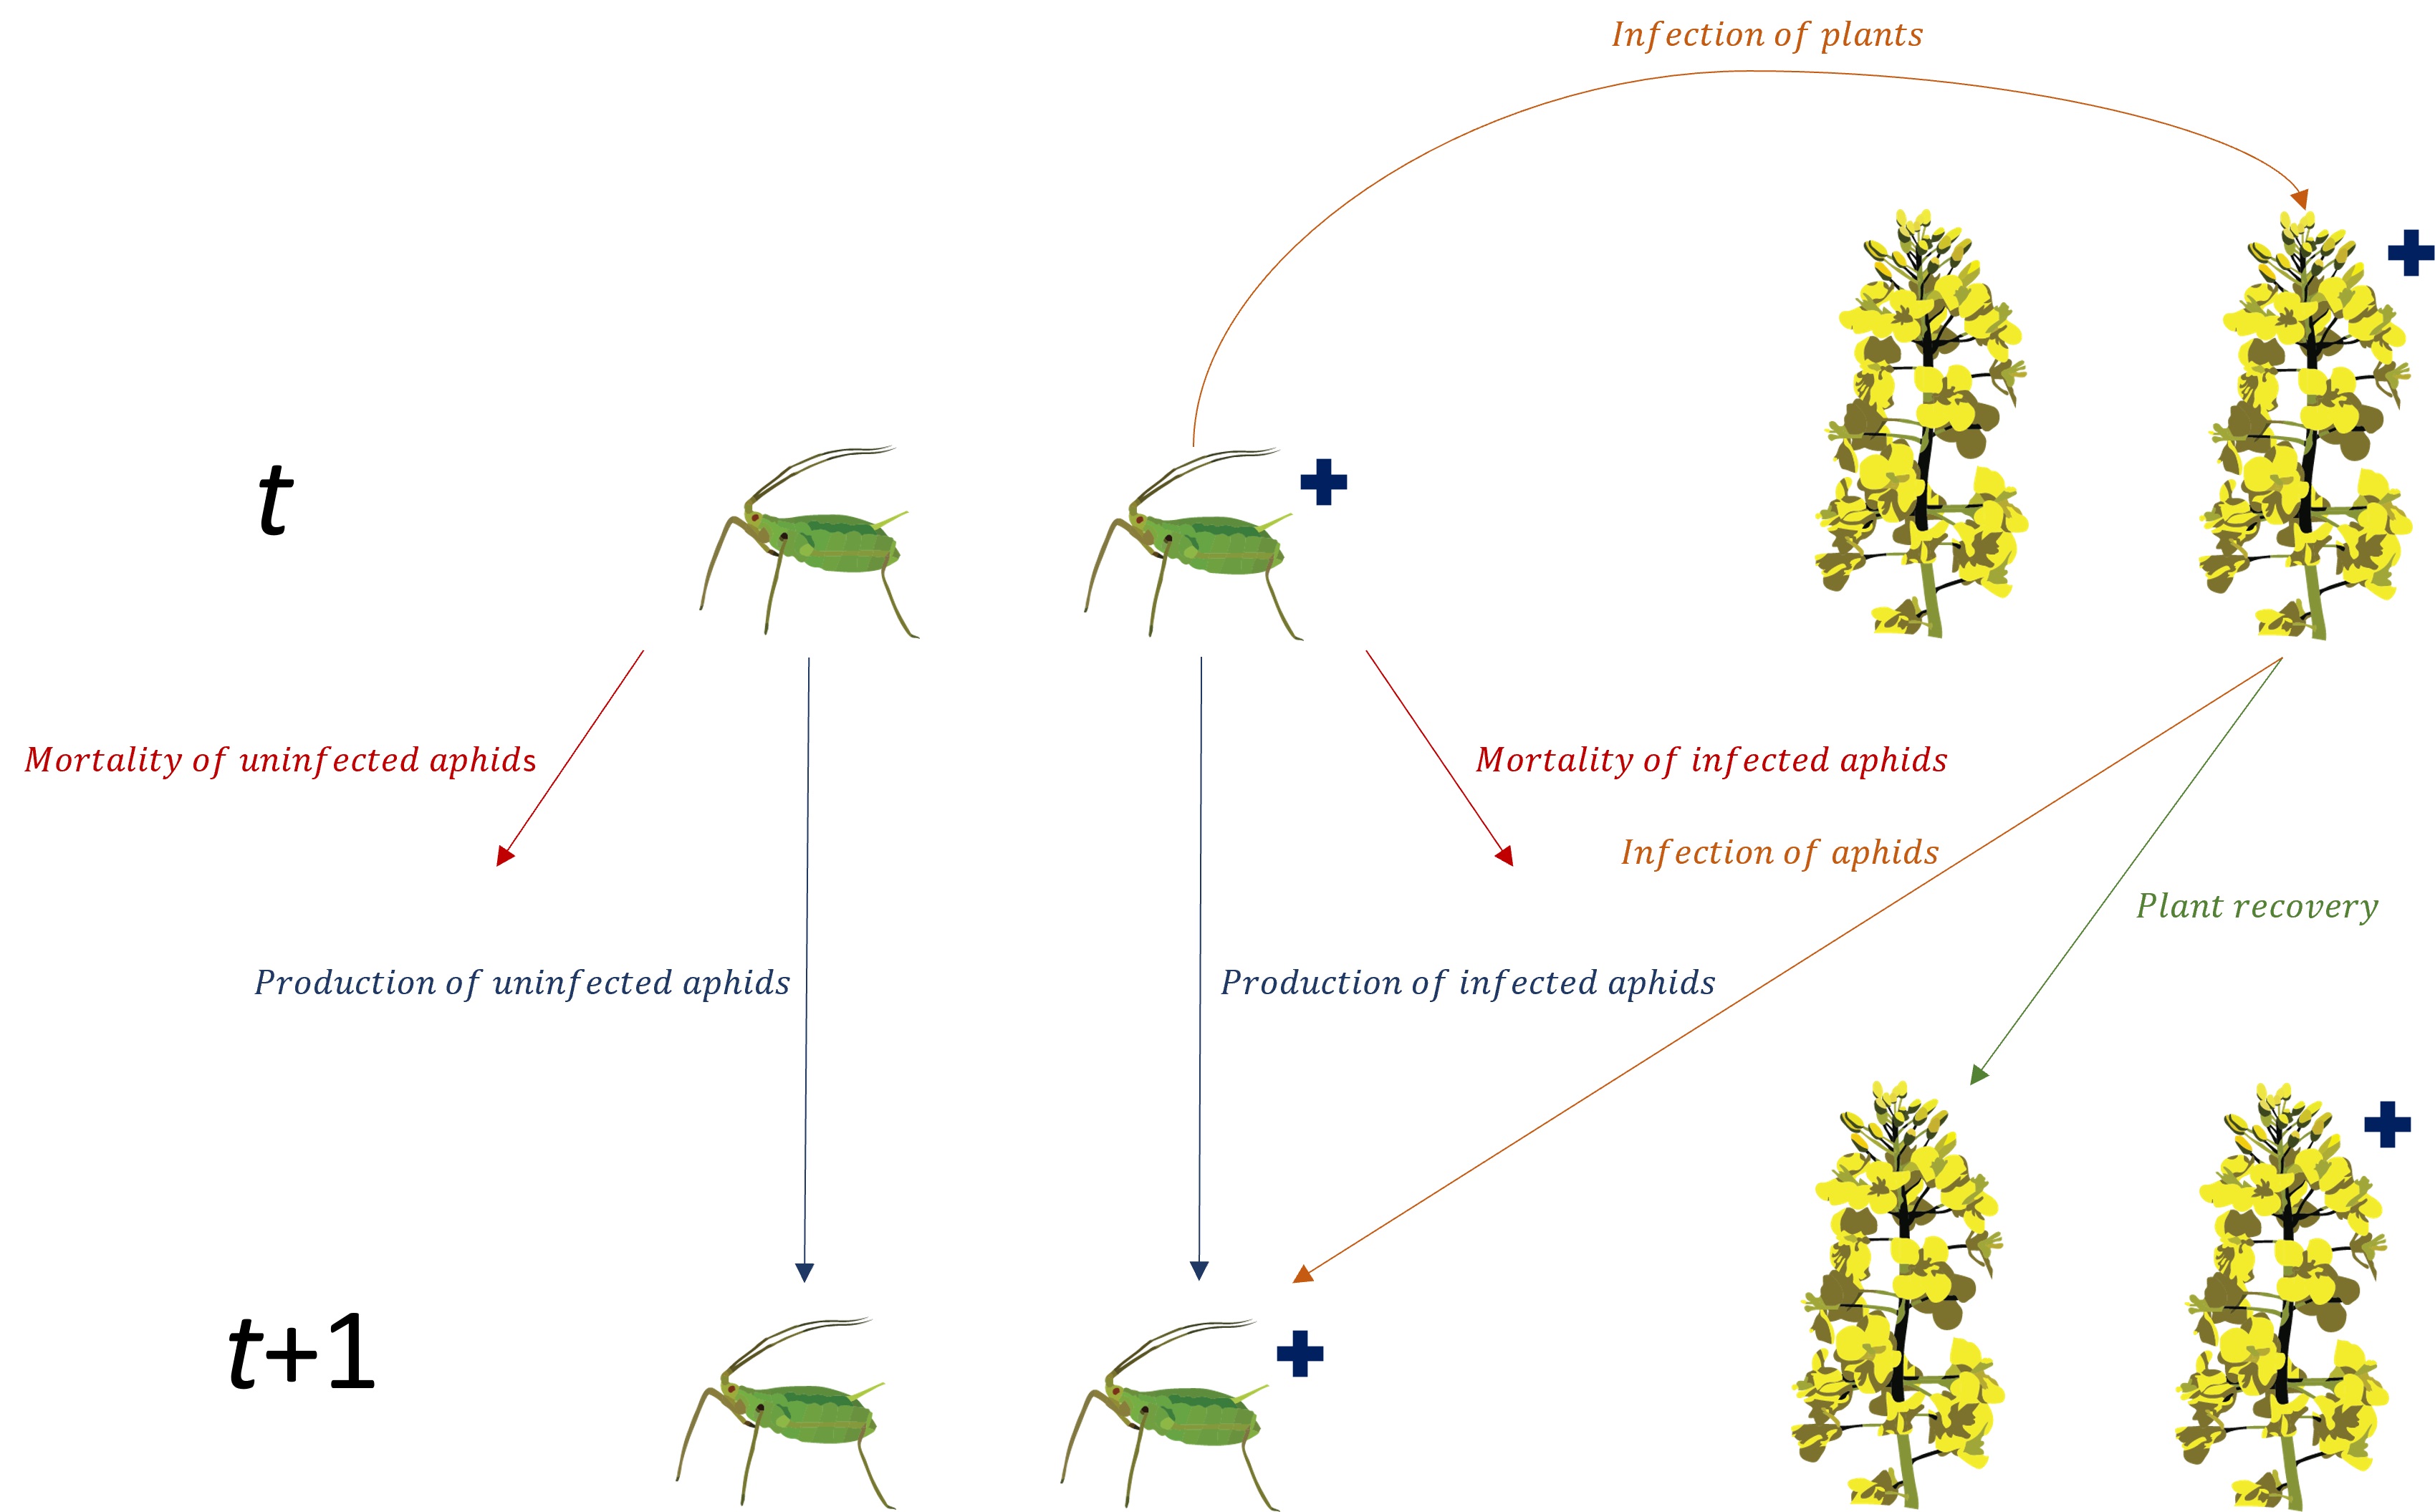 Infection of plants
t
Mortality of uninfected aphids
Mortality of infected aphids
Infection of aphids
Plant recovery
Production of uninfected aphids
Production of infected aphids
t+1